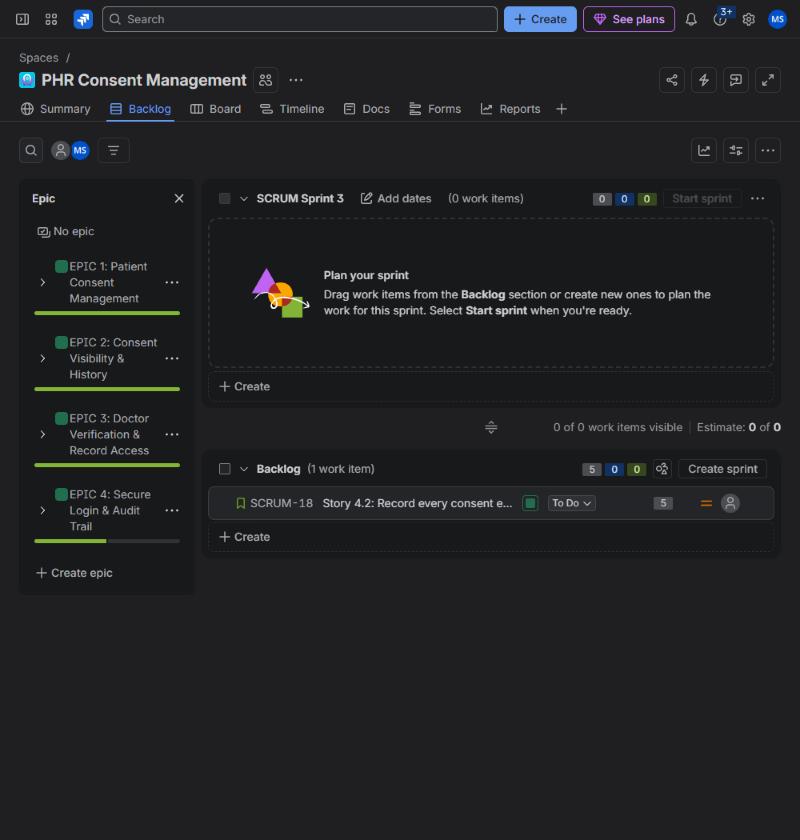 Search
Create
See plans
3+
MS
Spaces /
PHR Consent Management
Summary
Backlog
Board
Timeline
Docs
Forms
Reports
MS
Epic
No epic
EPIC 1: Patient
Consent
Management
EPIC 2: Consent
Visibility &
History
EPIC 3: Doctor
Verification &
Record Access
EPIC 4: Secure
Login & Audit
Trail
Create epic
SCRUM Sprint 3 Add dates (0 work items) 0 0 0 Start sprint
Plan your sprint
Drag work items from the Backlog section or create new ones to plan the
work for this sprint. Select Start sprint when you're ready.
Create
0 of 0 work items visible | Estimate: 0 of 0
Backlog (1 work item) 5 0 0 Create sprint
SCRUM-18 Story 4.2: Record every consent e... To Do 5
Create